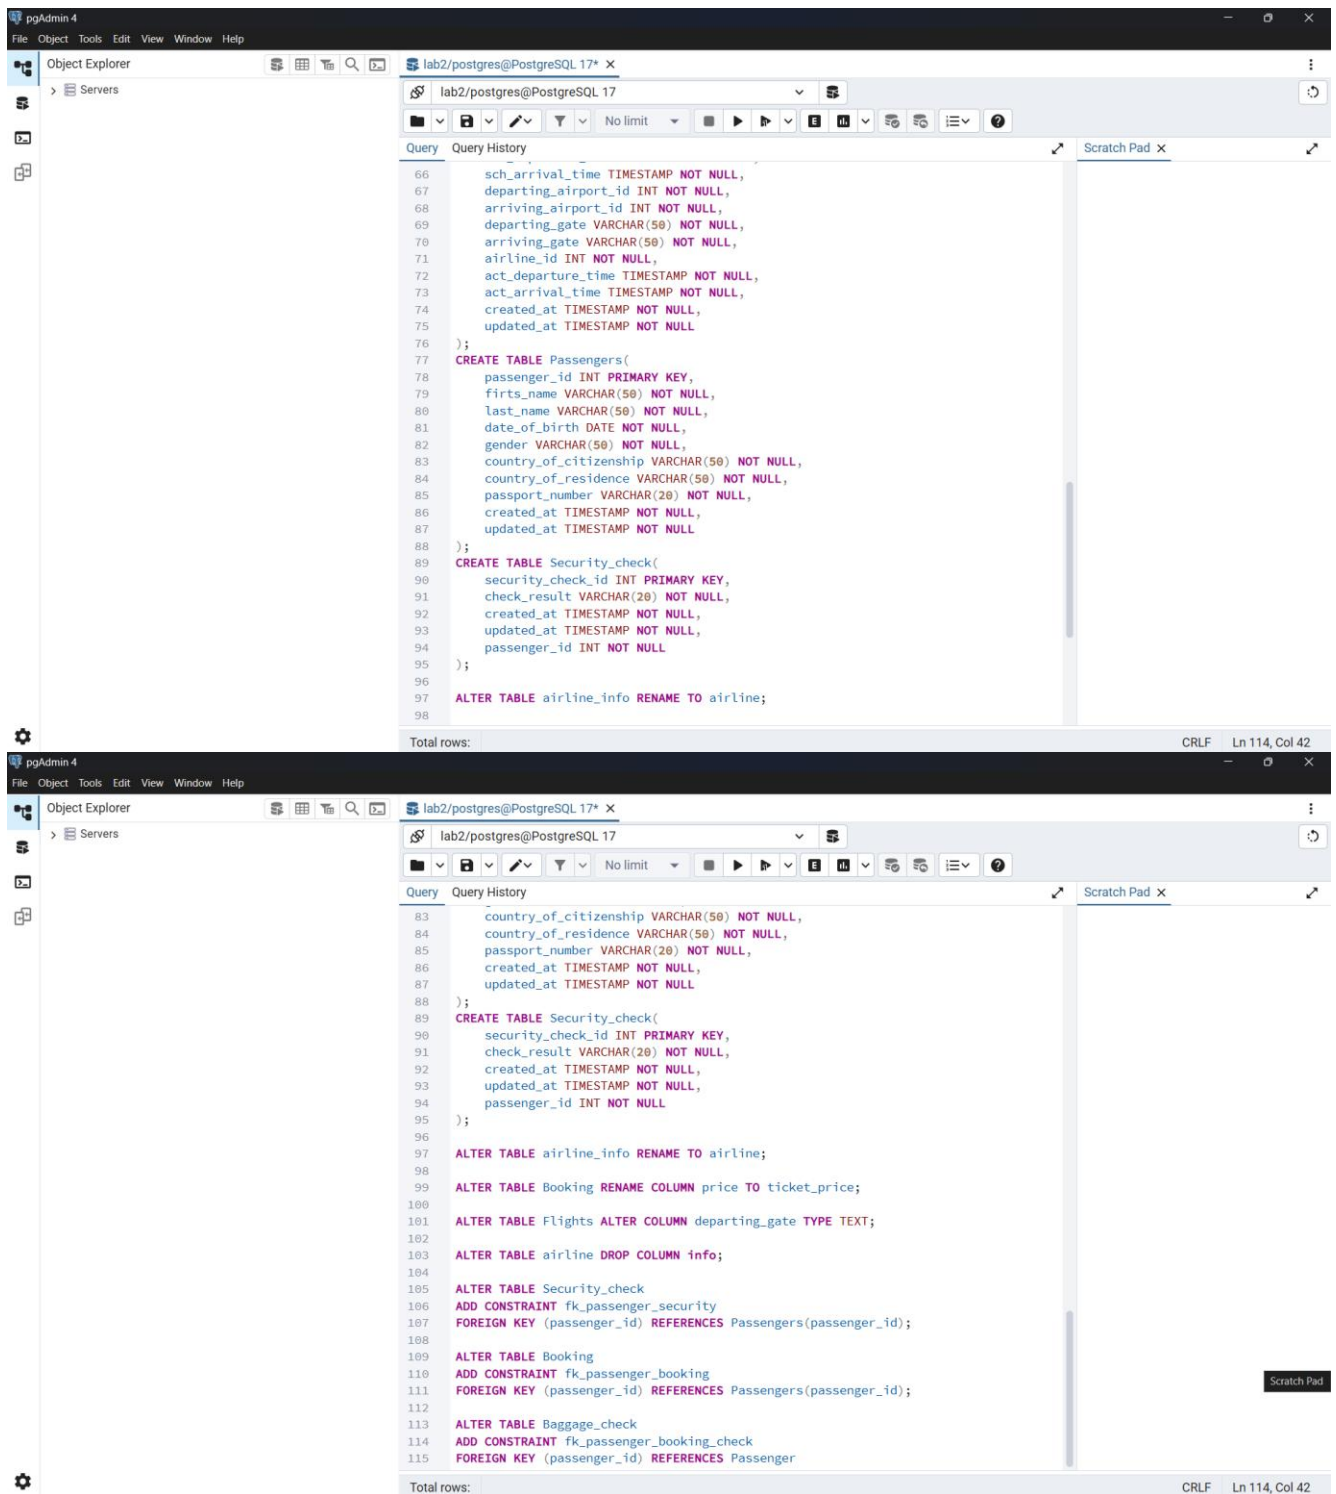 pgAdmin 4
File Object Tools Edit View Window Help
Object Explorer
lab2/postgres@PostgreSQL 17*
Servers
lab2/postgres@PostgreSQL 17
No limit
Query Query History
Scratch Pad
66 sch_arrival_time TIMESTAMP NOT NULL,
67 departing_airport_id INT NOT NULL,
68 arriving_airport_id INT NOT NULL,
69 departing_gate VARCHAR(50) NOT NULL,
70 arriving_gate VARCHAR(50) NOT NULL,
71 airline_id INT NOT NULL,
72 act_departure_time TIMESTAMP NOT NULL,
73 act_arrival_time TIMESTAMP NOT NULL,
74 created_at TIMESTAMP NOT NULL,
75 updated_at TIMESTAMP NOT NULL
76 );
77 CREATE TABLE Passengers(
78 passenger_id INT PRIMARY KEY,
79 firts_name VARCHAR(50) NOT NULL,
80 last_name VARCHAR(50) NOT NULL,
81 date_of_birth DATE NOT NULL,
82 gender VARCHAR(50) NOT NULL,
83 country_of_citizenship VARCHAR(50) NOT NULL,
84 country_of_residence VARCHAR(50) NOT NULL,
85 passport_number VARCHAR(20) NOT NULL,
86 created_at TIMESTAMP NOT NULL,
87 updated_at TIMESTAMP NOT NULL
88 );
89 CREATE TABLE Security_check(
90 security_check_id INT PRIMARY KEY,
91 check_result VARCHAR(20) NOT NULL,
92 created_at TIMESTAMP NOT NULL,
93 updated_at TIMESTAMP NOT NULL,
94 passenger_id INT NOT NULL
95 );
96
97 ALTER TABLE airline_info RENAME TO airline;
98
Total rows:
CRLF Ln 114, Col 42
pgAdmin 4
File Object Tools Edit View Window Help
Object Explorer
lab2/postgres@PostgreSQL 17*
Servers
lab2/postgres@PostgreSQL 17
No limit
Query Query History
Scratch Pad
83 country_of_citizenship VARCHAR(50) NOT NULL,
84 country_of_residence VARCHAR(50) NOT NULL,
85 passport_number VARCHAR(20) NOT NULL,
86 created_at TIMESTAMP NOT NULL,
87 updated_at TIMESTAMP NOT NULL
88 );
89 CREATE TABLE Security_check(
90 security_check_id INT PRIMARY KEY,
91 check_result VARCHAR(20) NOT NULL,
92 created_at TIMESTAMP NOT NULL,
93 updated_at TIMESTAMP NOT NULL,
94 passenger_id INT NOT NULL
95 );
96
97 ALTER TABLE airline_info RENAME TO airline;
98
99 ALTER TABLE Booking RENAME COLUMN price TO ticket_price;
100
101 ALTER TABLE Flights ALTER COLUMN departing_gate TYPE TEXT;
102
103 ALTER TABLE airline DROP COLUMN info;
104
105 ALTER TABLE Security_check
106 ADD CONSTRAINT fk_passenger_security
107 FOREIGN KEY (passenger_id) REFERENCES Passengers(passenger_id);
108
109 ALTER TABLE Booking
110 ADD CONSTRAINT fk_passenger_booking
111 FOREIGN KEY (passenger_id) REFERENCES Passengers(passenger_id);
Scratch Pad
112
113 ALTER TABLE Baggage_check
114 ADD CONSTRAINT fk_passenger_booking_check
115 FOREIGN KEY (passenger_id) REFERENCES Passenger
Total rows:
CRLF Ln 114, Col 42